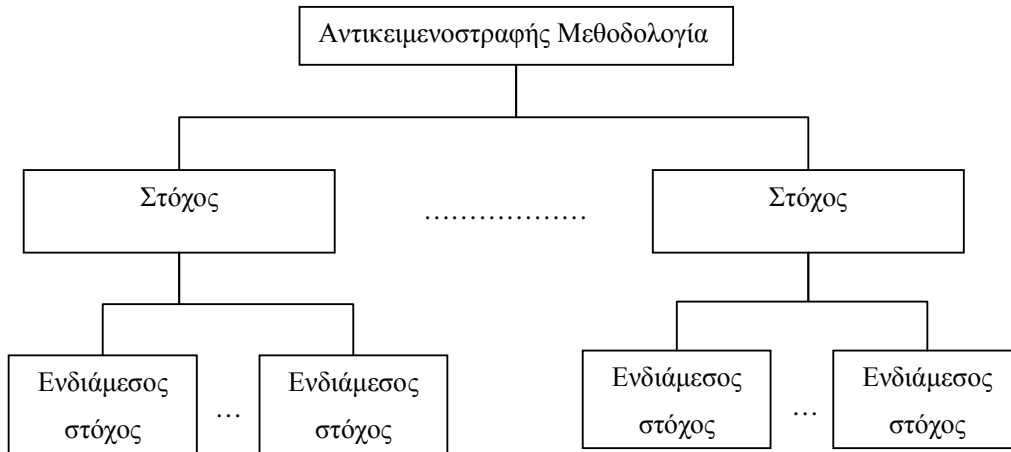 Αντικειμενοστραφής Μεθοδολογία
Στόχος
………………
Στόχος
Ενδιάμεσος
στόχος
…
Ενδιάμεσος
στόχος
Ενδιάμεσος
στόχος
…
Ενδιάμεσος
στόχος